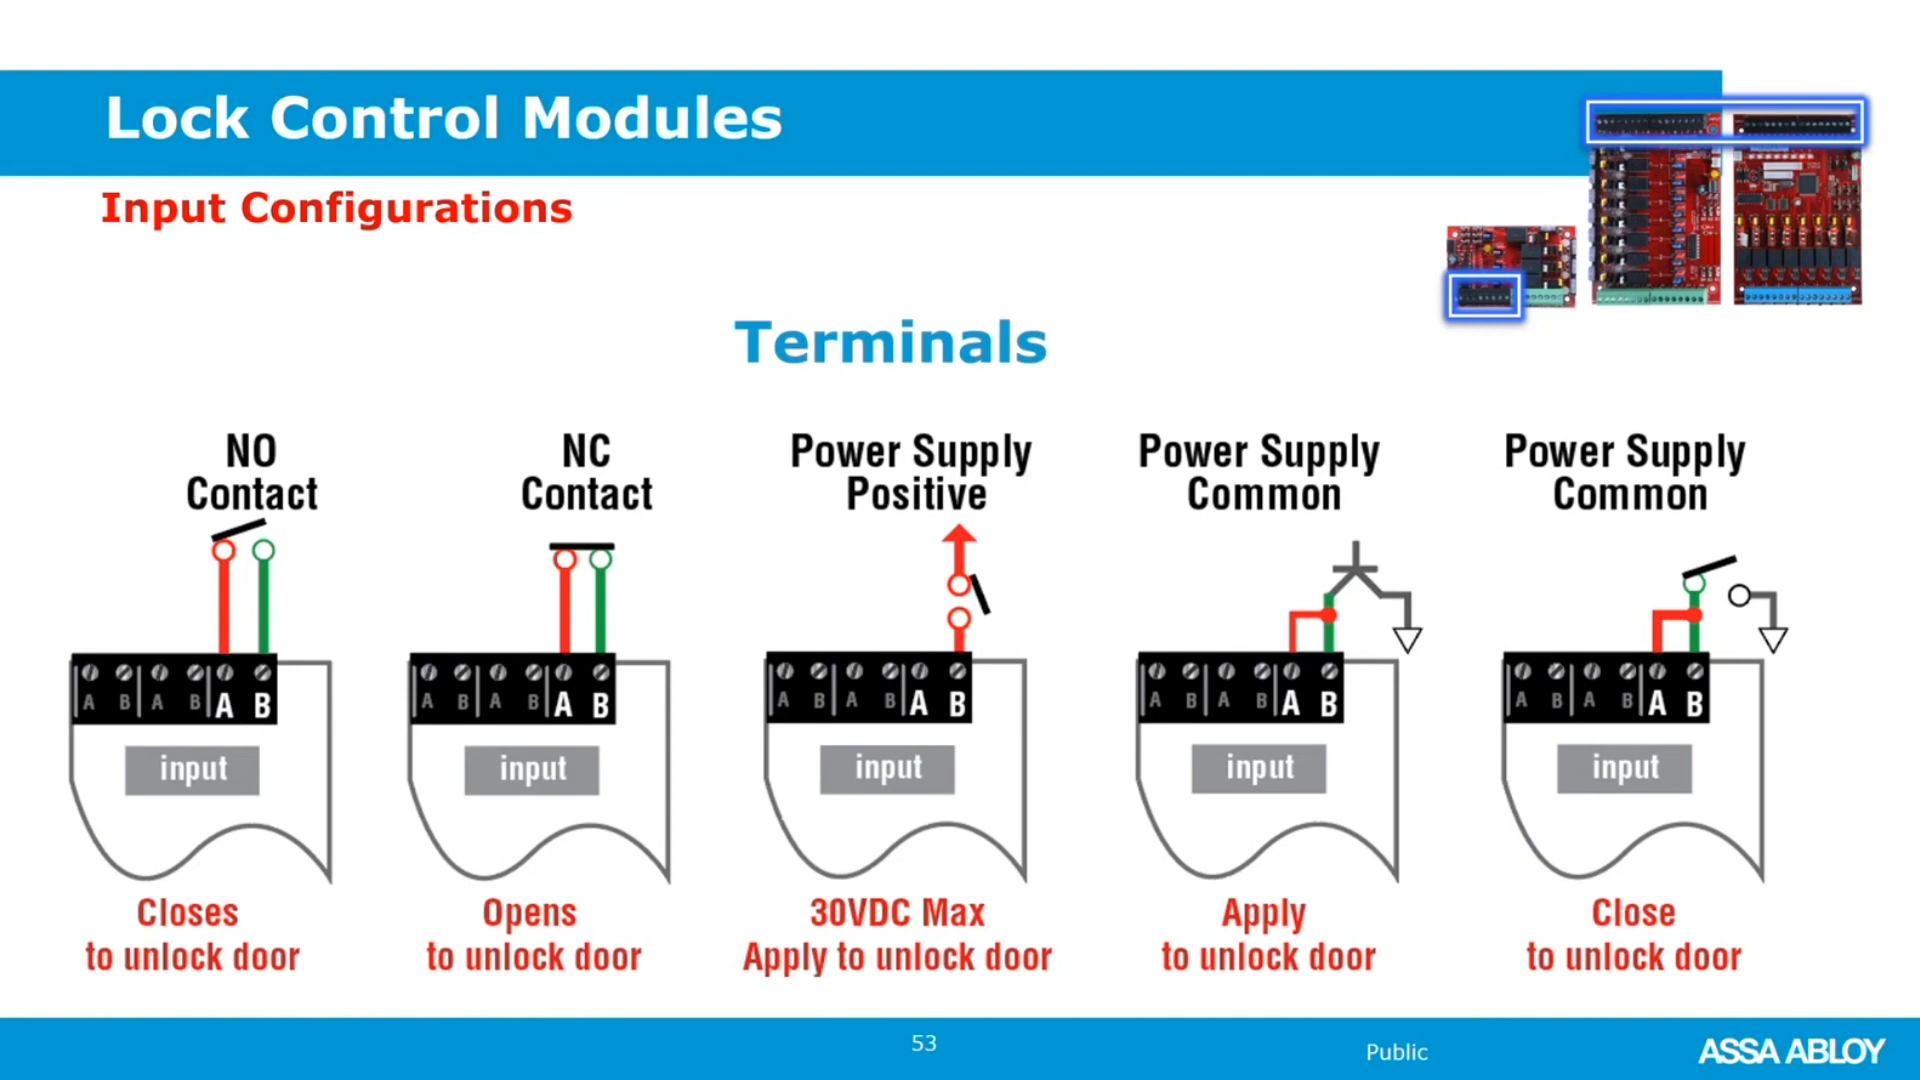 Lock Control Modules
Input Configurations
Terminals
NO
Contact
A B A B A B
input
Closes
to unlock door
NC
Contact
A B A B A B
input
Opens
to unlock door
Power Supply
Positive
A B A B A B
input
30VDC Max
Apply to unlock door
Power Supply
Common
A B A B A B
input
Apply
to unlock door
Power Supply
Common
A B A B A B
input
Close
to unlock door
53
Public
ASSA ABLOY